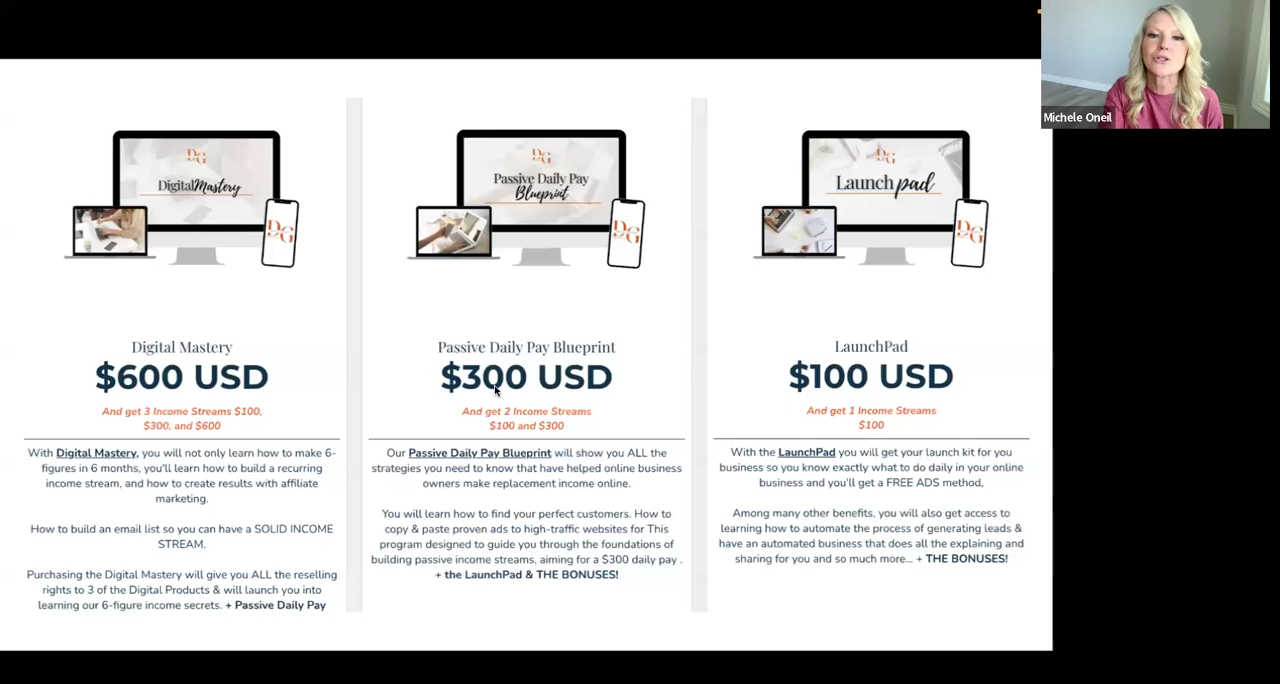 Michele Oneil
DG
DigitalMastery
DG
Digital Mastery
$600 USD
And get 3 Income Streams $100,
$300, and $600
With Digital Mastery, you will not only learn how to make 6-
figures in 6 months, you'll learn how to build a recurring
income stream, and how to create results with affiliate
marketing.
How to build an email list so you can have a SOLID INCOME
STREAM.
Purchasing the Digital Mastery will give you ALL the reselling
rights to 3 of the Digital Products & will launch you into
learning our 6-figure income secrets. + Passive Daily Pay
DG
Passive Daily Pay
Blueprint
DG
Passive Daily Pay Blueprint
$300 USD
And get 2 Income Streams
$100 and $300
Our Passive Daily Pay Blueprint will show you ALL the
strategies you need to know that have helped online business
owners make replacement income online.
You will learn how to find your perfect customers. How to
copy & paste proven ads to high-traffic websites for This
program designed to guide you through the foundations of
building passive income streams, aiming for a $300 daily pay .
+ the LaunchPad & THE BONUSES!
DG
Launch pad
DG
LaunchPad
$100 USD
And get 1 Income Streams
$100
With the LaunchPad you will get your launch kit for you
business so you know exactly what to do daily in your online
business and you'll get a FREE ADS method,
Among many other benefits, you will also get access to
learning how to automate the process of generating leads &
have an automated business that does all the explaining and
sharing for you and so much more... + THE BONUSES!